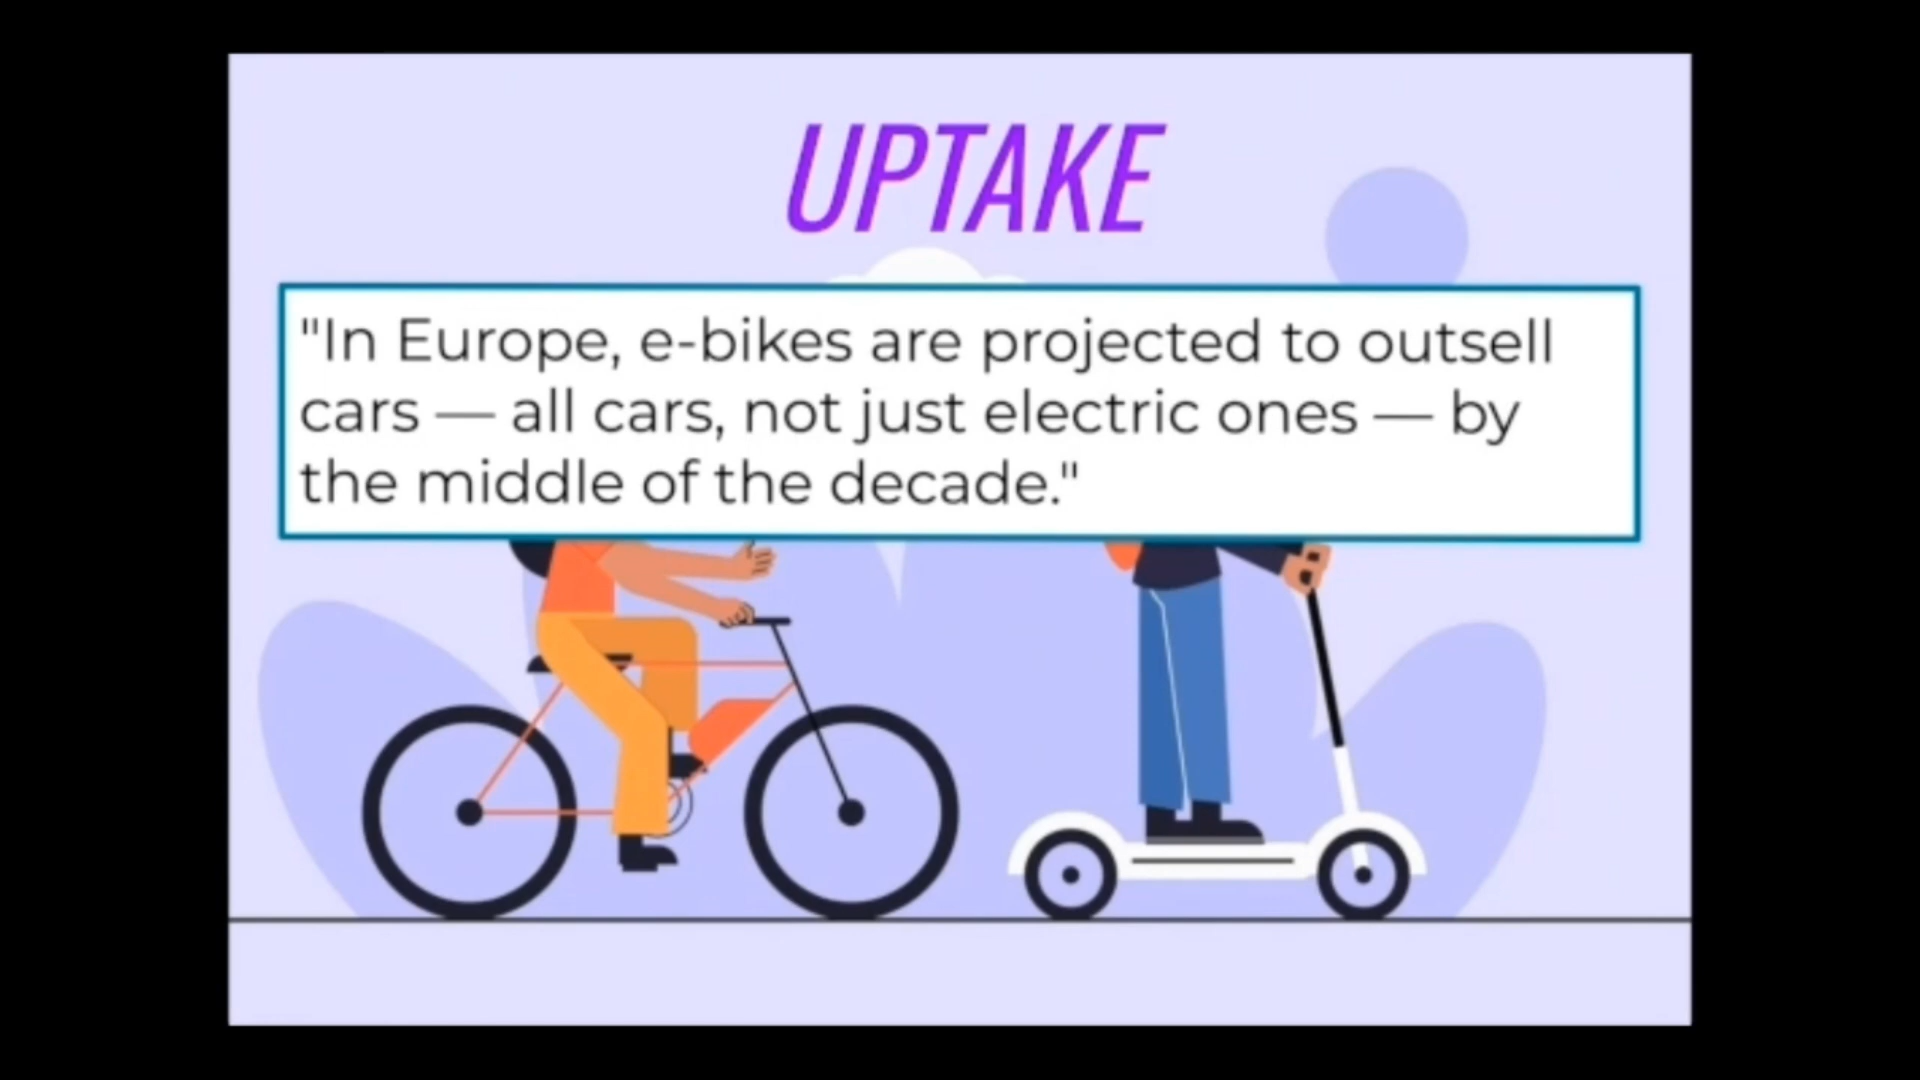 UPTAKE
"In Europe, e-bikes are projected to outsell
cars — all cars, not just electric ones — by
the middle of the decade."